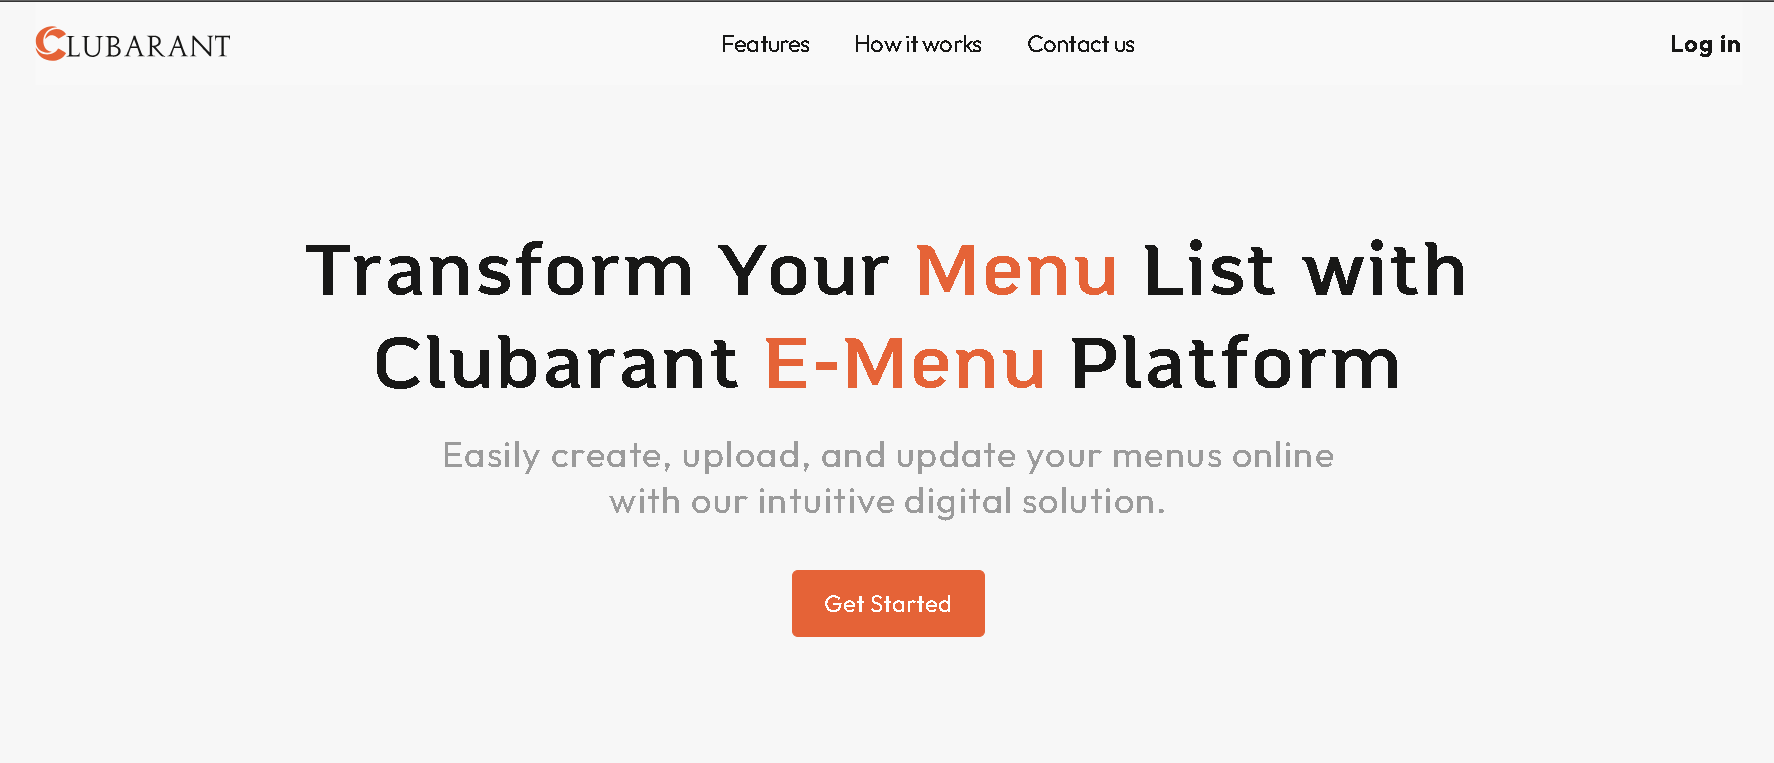 CLUBARANT
Features
How it works
Contact us
Log in
Transform Your Menu List with
Clubarant E-Menu Platform
Easily create, upload, and update your menus online
with our intuitive digital solution.
Get Started